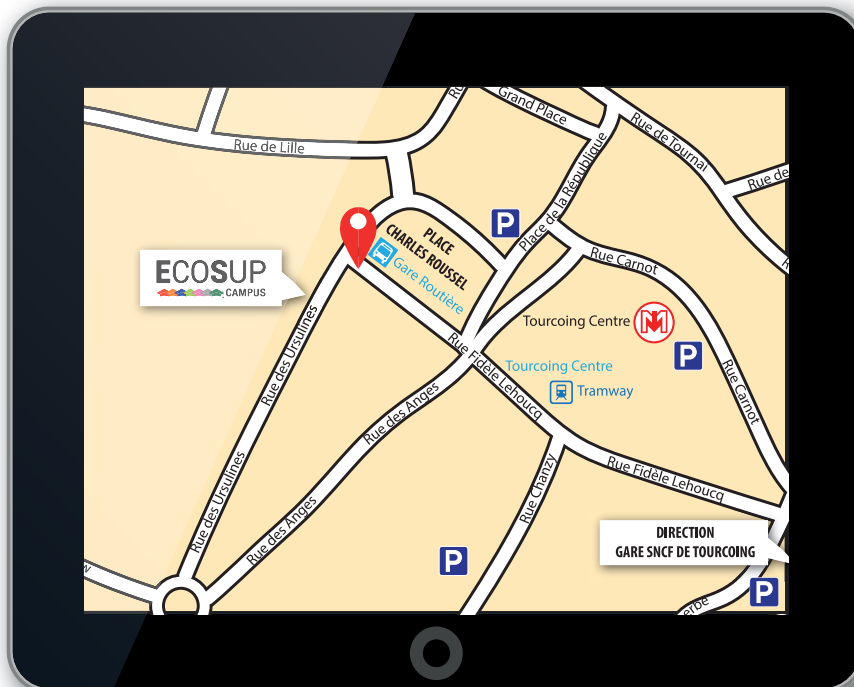 Grand Place
Rue de Tournai
Rue de Lille
Place de la République
Rue de
P
PLACE
CHARLES ROUSSEL
Gare Routière
Rue Carnot
ECOSUP
CAMPUS
Tourcoing Centre
M
P
Rue Fidèle Lehoucq
Tourcoing Centre
Tramway
Rue Carnot
Rue des Ursulines
Rue des Anges
Rue Fidèle Lehoucq
Rue Chanzy
Rue des Ursulines
Rue des Anges
DIRECTION
GARE SNCF DE TOURCOING
P
P